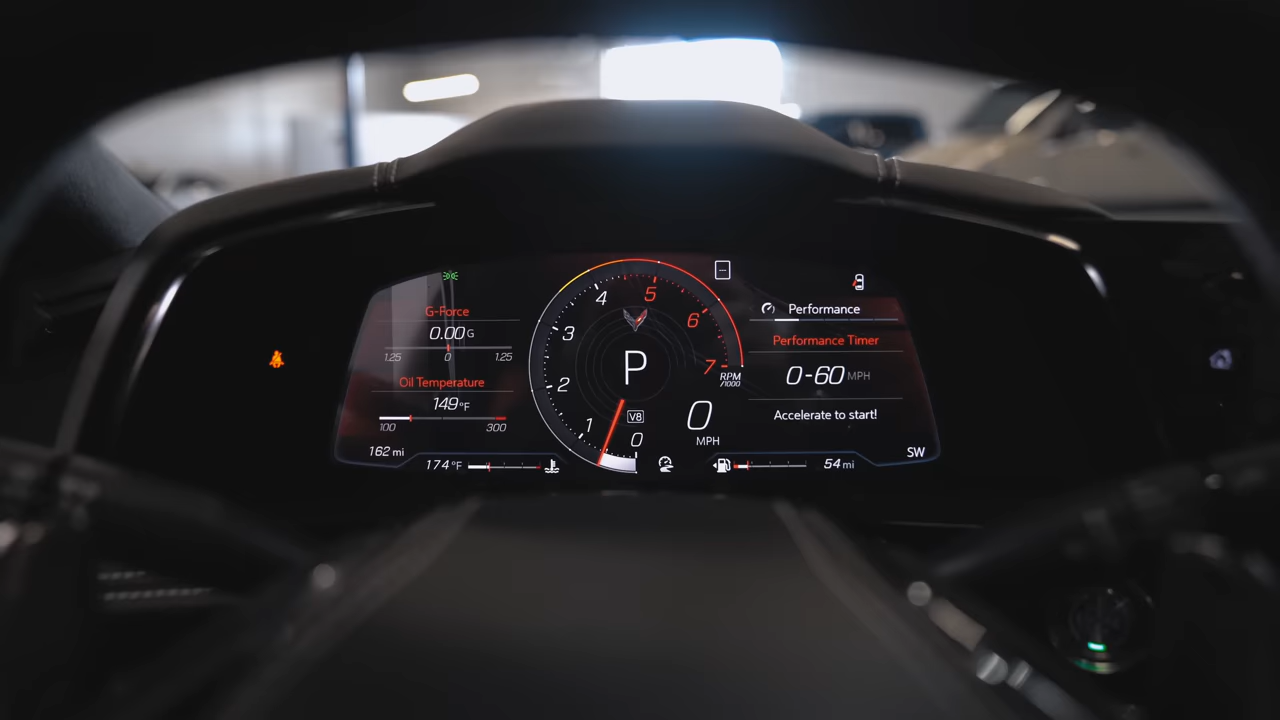 G-Force
0.00 G
1.25 0 1.25
Oil Temperature
149 °F
100 300
162 mi
174 °F
0
1
2
3
4
5
6
7
RPM
/1000
P
V8
0
MPH
Performance
Performance Timer
0-60 MPH
Accelerate to start!
54 mi
SW